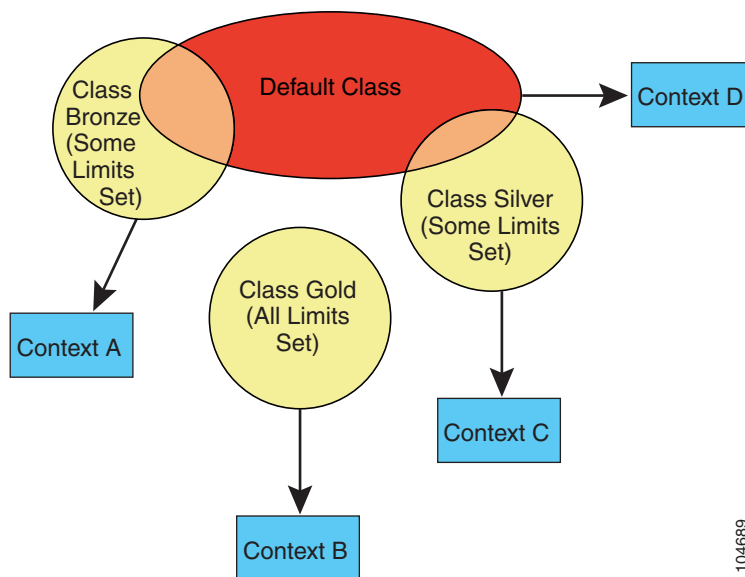 Default Class
Class
Bronze
(Some
Limits
Set)
Context D
Class Silver
(Some Limits
Set)
Class Gold
(All Limits
Set)
Context A
Context C
Context B
104689